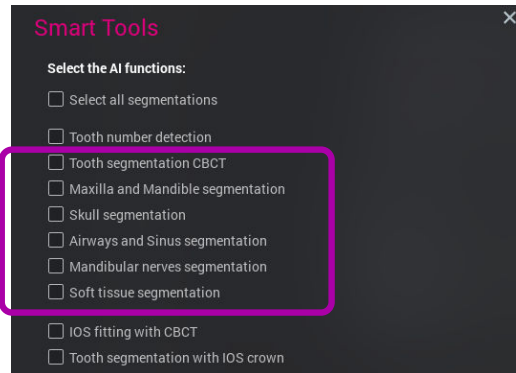 Smart Tools
Select the AI functions:
Select all segmentations
Tooth number detection
Tooth segmentation CBCT
Maxilla and Mandible segmentation
Skull segmentation
Airways and Sinus segmentation
Mandibular nerves segmentation
Soft tissue segmentation
IOS fitting with CBCT
Tooth segmentation with IOS crown